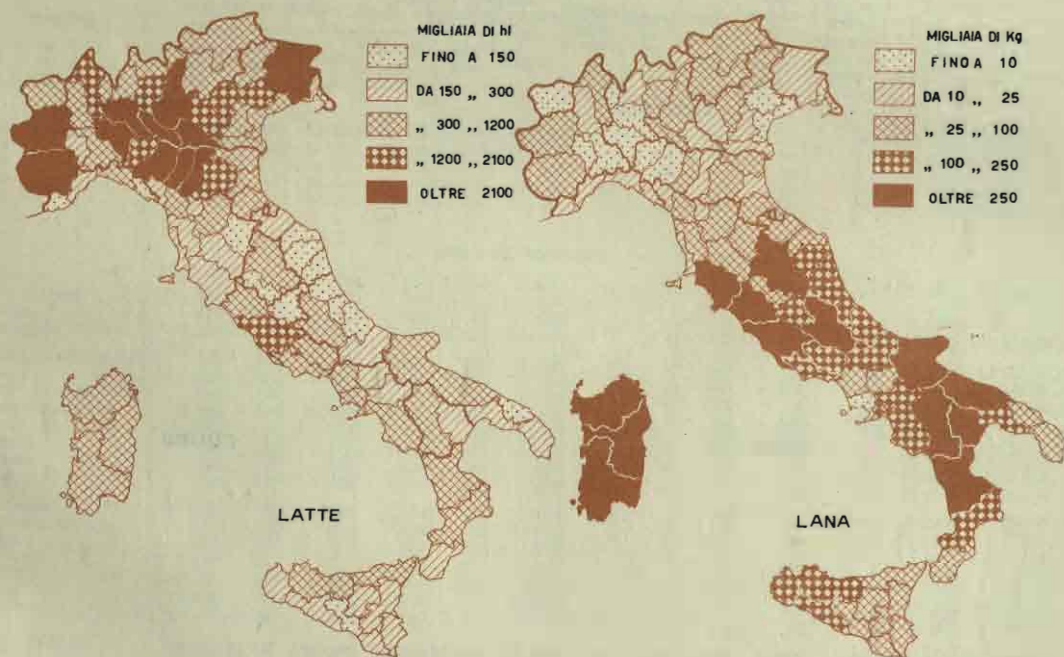 MIGLIAIA DI hl
FINO A 150
DA 150 „ 300
„ 300 „ 1200
„ 1200 „ 2100
OLTRE 2100
LATTE
MIGLIAIA DI Kg
FINO A 10
DA 10 „ 25
„ 25 „ 100
„ 100 „ 250
OLTRE 250
LANA